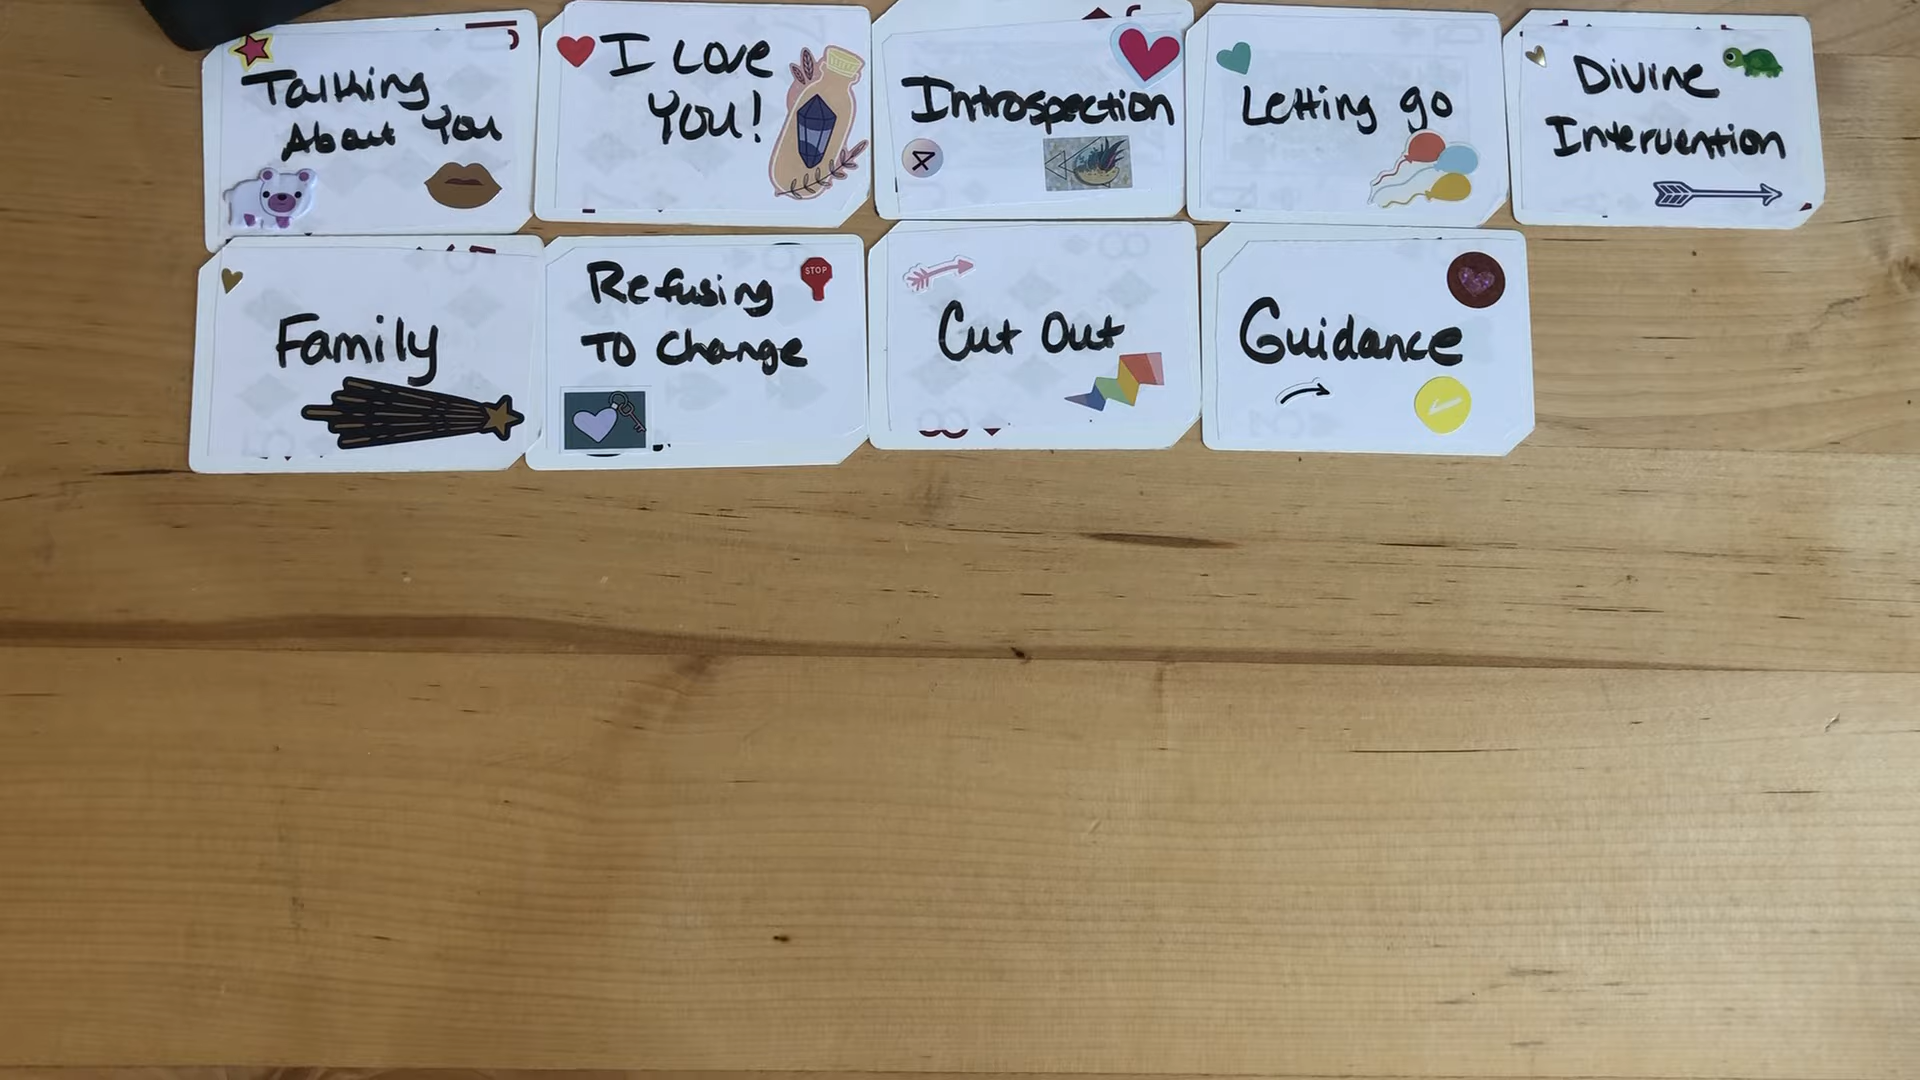 Talking
About You
I Love
You!
Introspection
Letting go
Divine
Intervention
Family
Refusing
STOP
To Change
Cut Out
Guidance